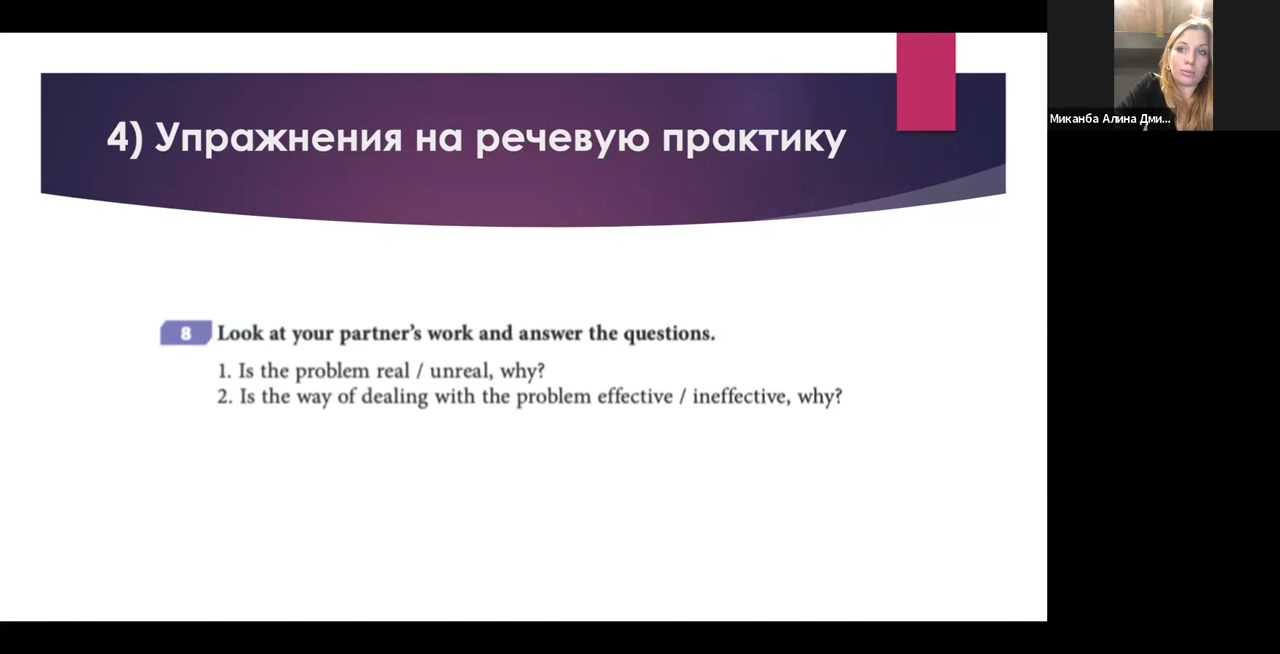 4) Упражнения на речевую практику
Миканба Алина Дми...
8 Look at your partner's work and answer the questions.
1. Is the problem real / unreal, why?
2. Is the way of dealing with the problem effective / ineffective, why?